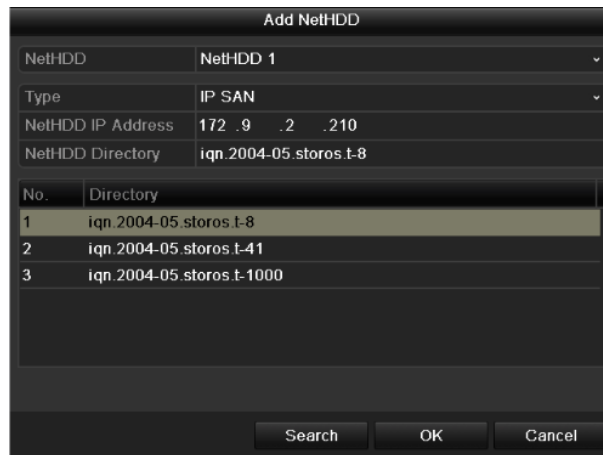 Add NetHDD
NetHDD NetHDD 1
Type IP SAN
NetHDD IP Address 172 .9 .2 .210
NetHDD Directory iqn.2004-05.storos.t-8
No. Directory
1 iqn.2004-05.storos.t-8
2 iqn.2004-05.storos.t-41
3 iqn.2004-05.storos.t-1000
Search OK Cancel